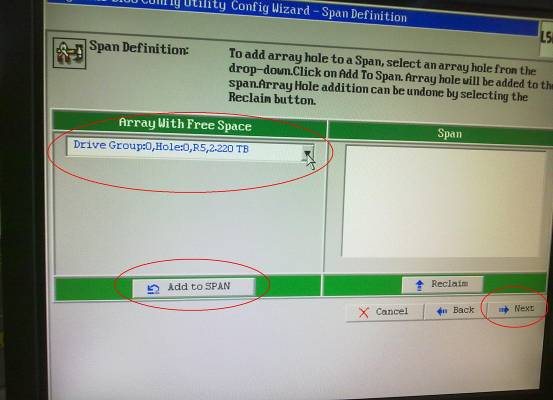 BIOS Config Utility Config Wizard - Span Definition
LS
Span Definition:
To add array hole to a Span, select an array hole from the
drop-down.Click on Add To Span. Array hole will be added to the
span.Array Hole addition can be undone by selecting the
Reclaim button.
Array With Free Space
Span
Drive Group:0,Hole:0,R5,2.220 TB
Add to SPAN
Reclaim
Cancel
Back
Next